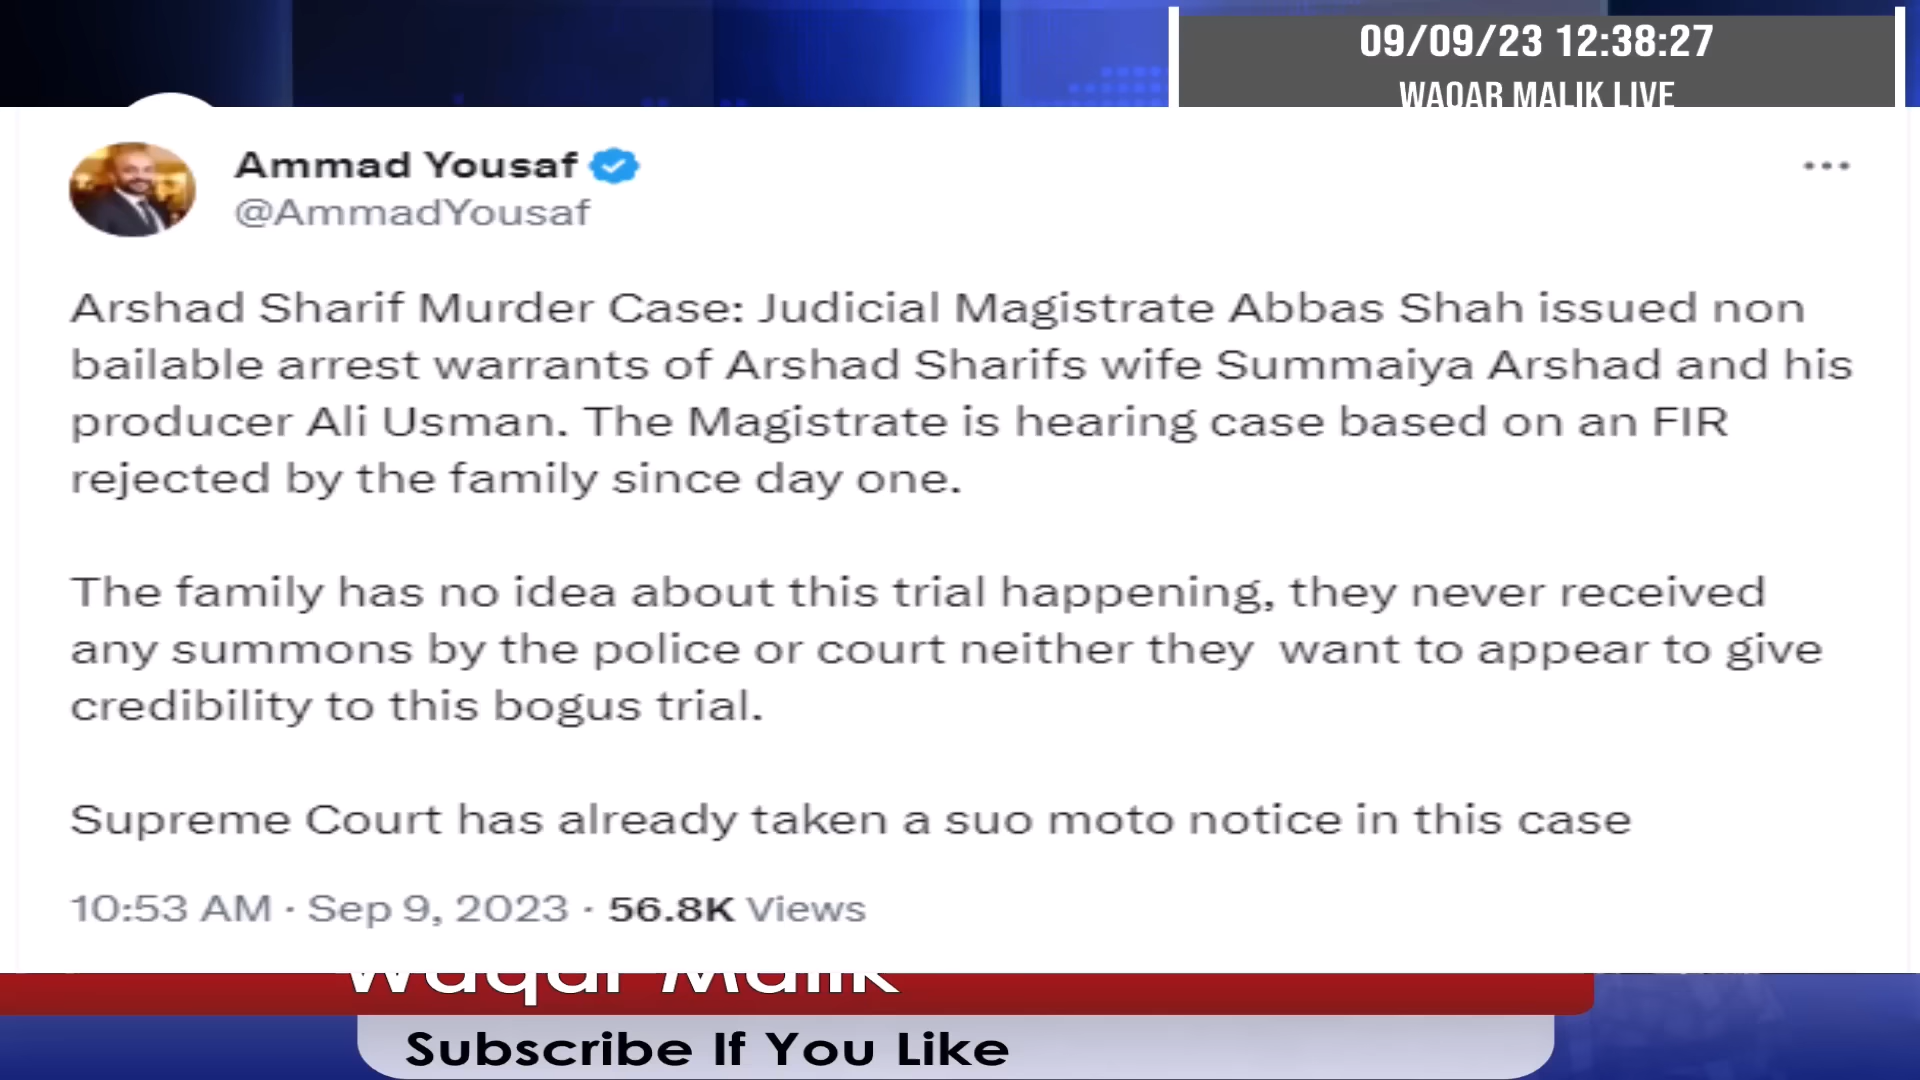 09/09/23 12:38:27
WAQAR MALIK LIVE
Ammad Yousaf
@AmmadYousaf
Arshad Sharif Murder Case: Judicial Magistrate Abbas Shah issued non
bailable arrest warrants of Arshad Sharifs wife Summaiya Arshad and his
producer Ali Usman. The Magistrate is hearing case based on an FIR
rejected by the family since day one.
The family has no idea about this trial happening, they never received
any summons by the police or court neither they want to appear to give
credibility to this bogus trial.
Supreme Court has already taken a suo moto notice in this case
10:53 AM · Sep 9, 2023 · 56.8K Views
Waqar Malik
Subscribe If You Like